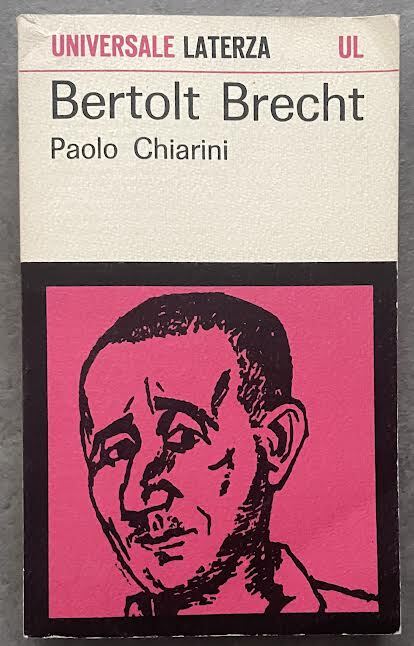 UNIVERSALE LATERZA UL
Bertolt Brecht
Paolo Chiarini